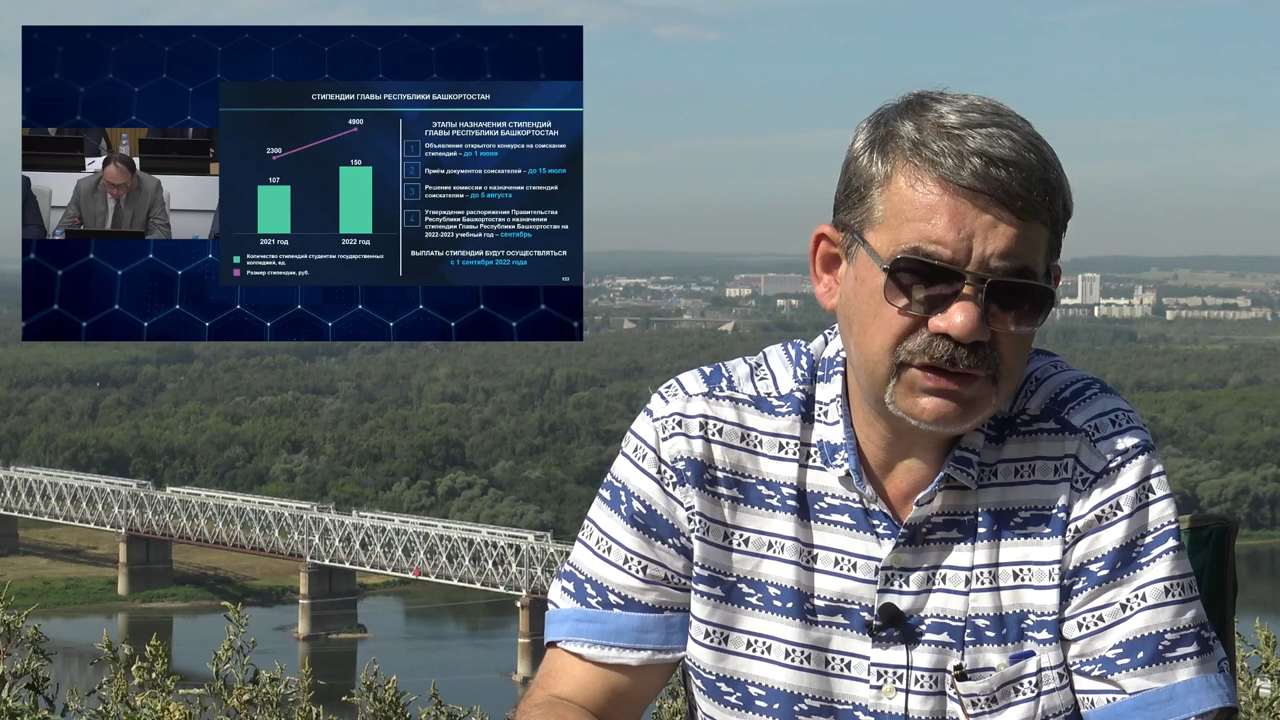 СТИПЕНДИИ ГЛАВЫ РЕСПУБЛИКИ БАШКОРТОСТАН
4900
2300
150
107
2021 год
2022 год
Количество стипендий студентам государственных
колледжей, ед.
Размер стипендии, руб.
ЭТАПЫ НАЗНАЧЕНИЯ СТИПЕНДИЙ
ГЛАВЫ РЕСПУБЛИКИ БАШКОРТОСТАН
1
Объявление открытого конкурса на соискание
стипендий – до 1 июня
2
Приём документов соискателей – до 15 июля
3
Решение комиссии о назначении стипендий
соискателям – до 5 августа
4
Утверждение распоряжения Правительства
Республики Башкортостан о назначении
стипендии Главы Республики Башкортостан на
2022-2023 учебный год – сентябрь
ВЫПЛАТЫ СТИПЕНДИЙ БУДУТ ОСУЩЕСТВЛЯТЬСЯ
с 1 сентября 2022 года
123